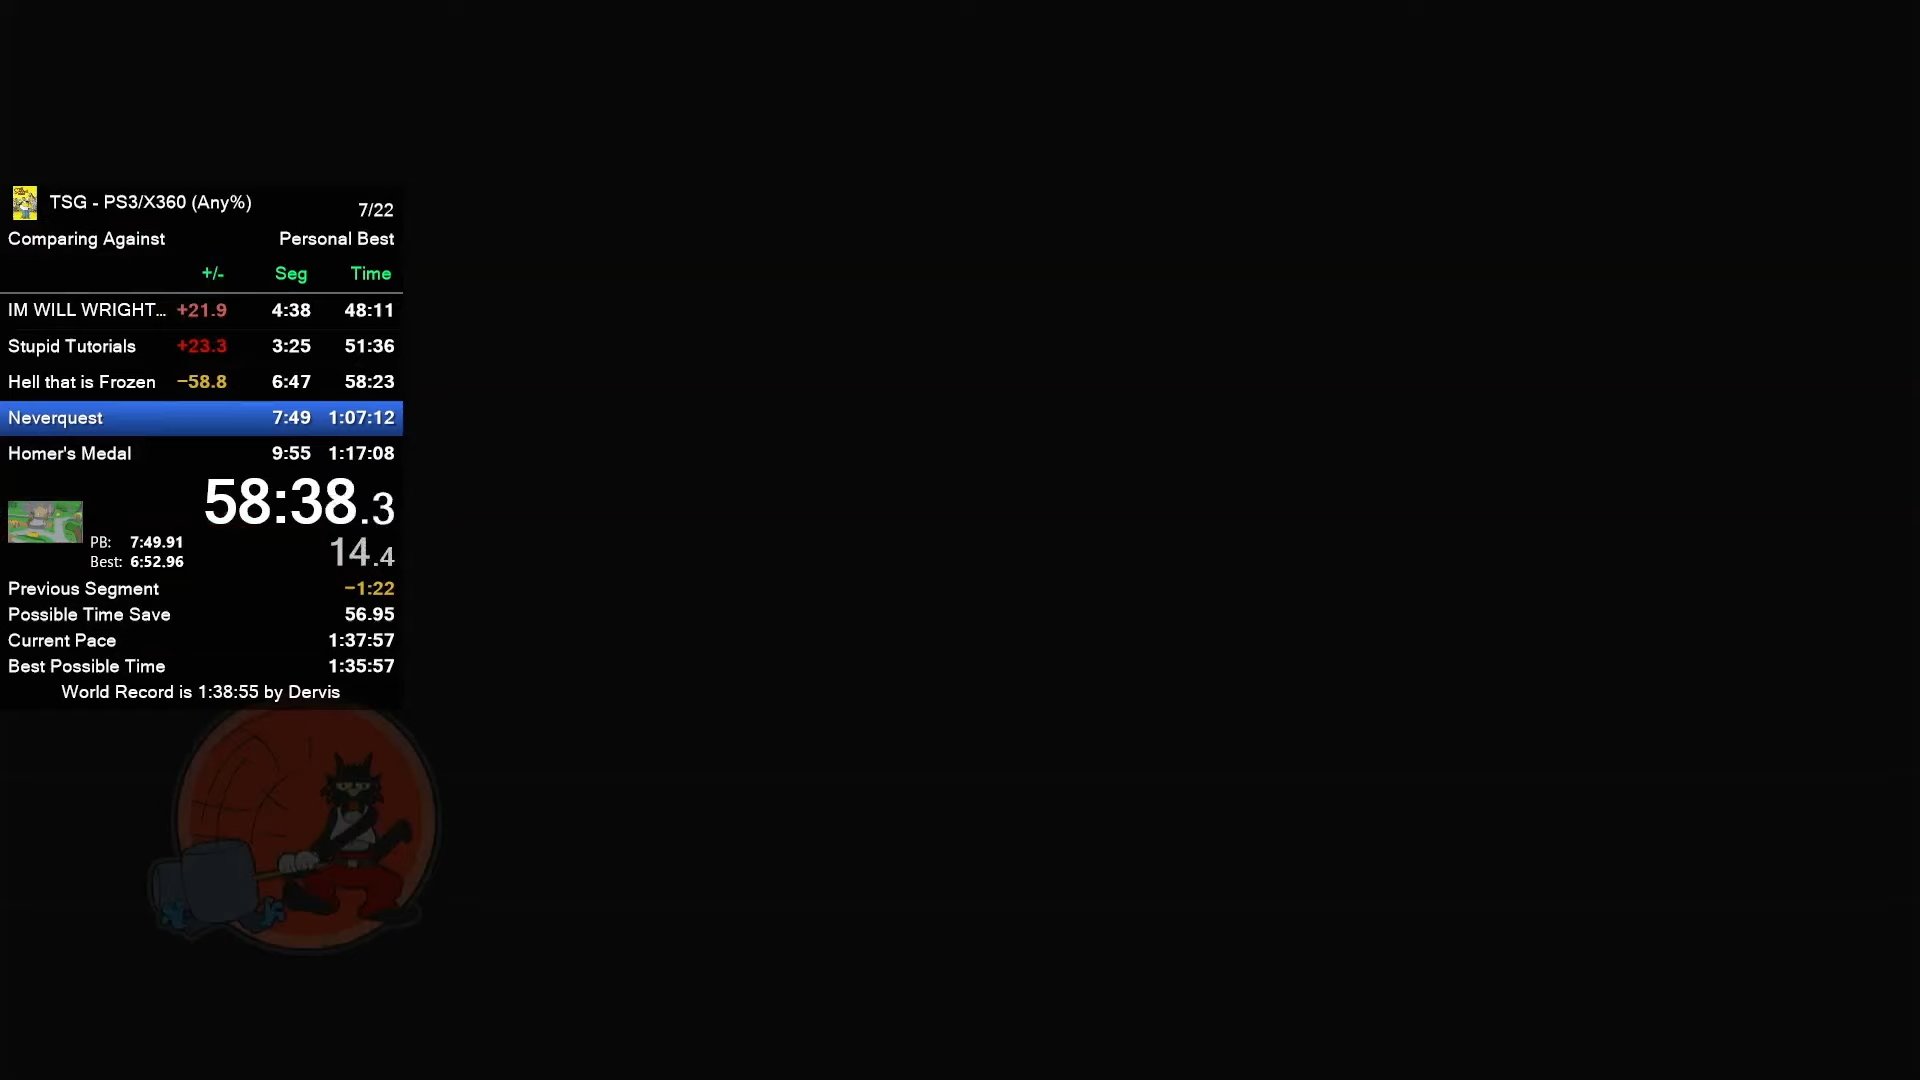 TSG - PS3/X360 (Any%)
7/22
Comparing Against Personal Best
+/- Seg Time
IM WILL WRIGHT... +21.9 4:38 48:11
Stupid Tutorials +23.3 3:25 51:36
Hell that is Frozen −58.8 6:47 58:23
Neverquest 7:49 1:07:12
Homer's Medal 9:55 1:17:08
58:38.3
PB: 7:49.91
14.4
Best: 6:52.96
Previous Segment −1:22
Possible Time Save 56.95
Current Pace 1:37:57
Best Possible Time 1:35:57
World Record is 1:38:55 by Dervis